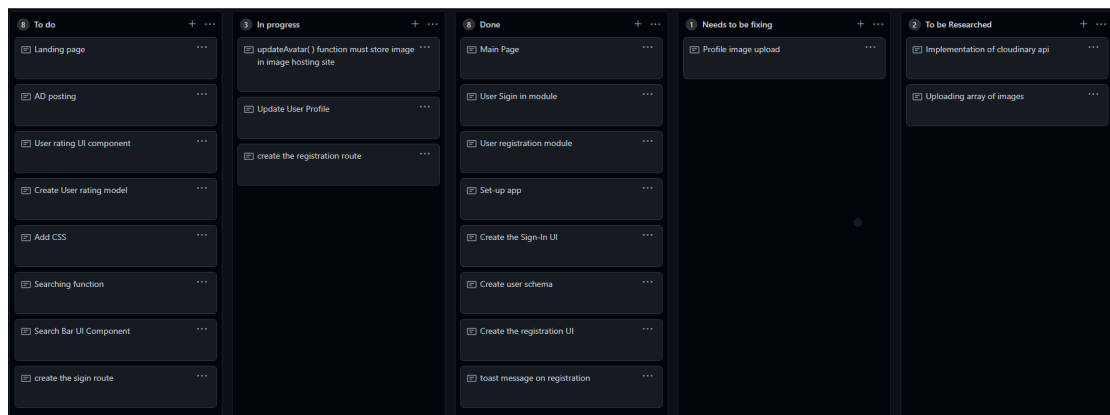 8 To do
Landing page
AD posting
User rating UI component
Create User rating model
Add CSS
Searching function
Search Bar UI Component
create the sigin route
3 In progress
updateAvatar( ) function must store image
in image hosting site
Update User Profile
create the registration route
8 Done
Main Page
User Sigin in module
User registration module
Set-up app
Create the Sign-In UI
Create user schema
Create the registration UI
toast message on registration
1 Needs to be fixing
Profile image upload
2 To be Researched
Implementation of cloudinary api
Uploading array of images